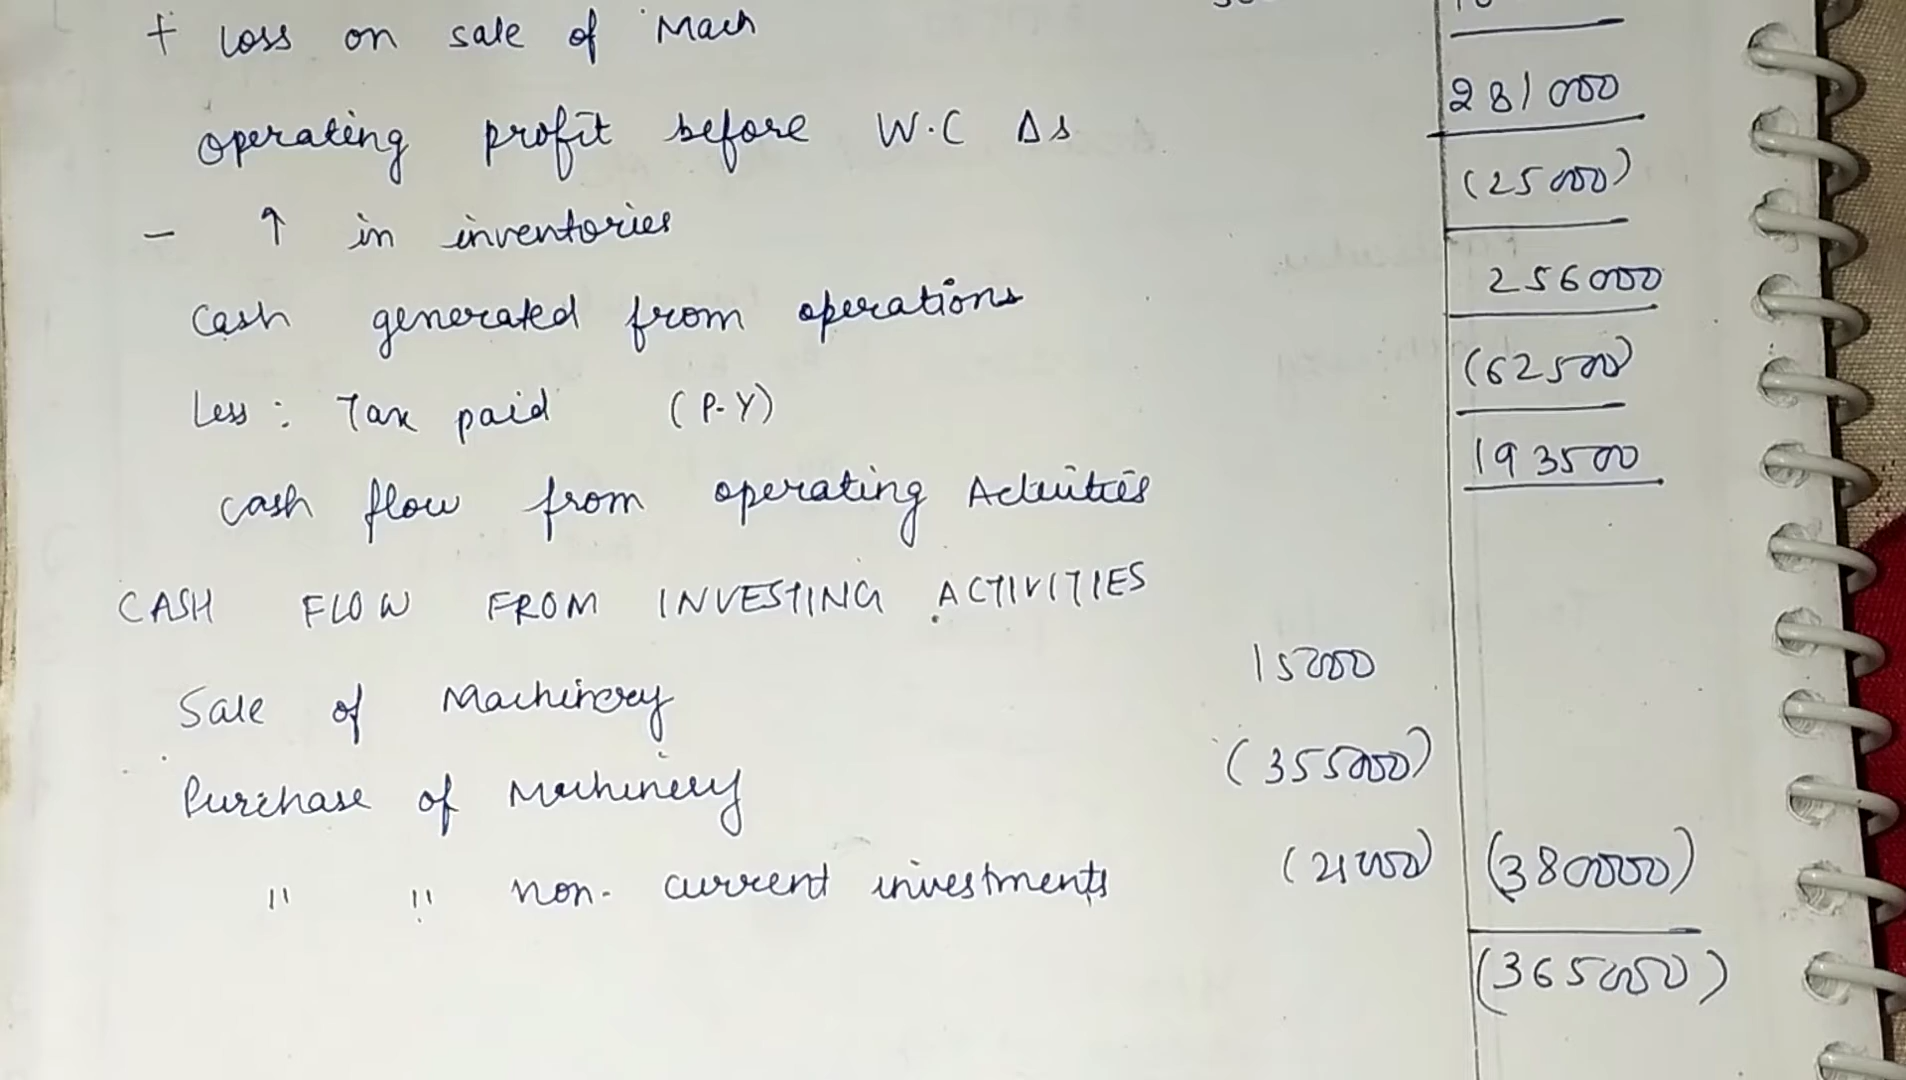 + Loss on sale of Mach
operating profit before W.C Δs 281000
- ↑ in inventories (25000)
Cash generated from operations 256000
Less: Tax paid (P-Y) (62500)
Cash flow from operating Activities 193500
CASH FLOW FROM INVESTING ACTIVITIES
Sale of Machinery 15000
Purchase of Machinery (355000)
" " non-current investments (380000)
(365000)